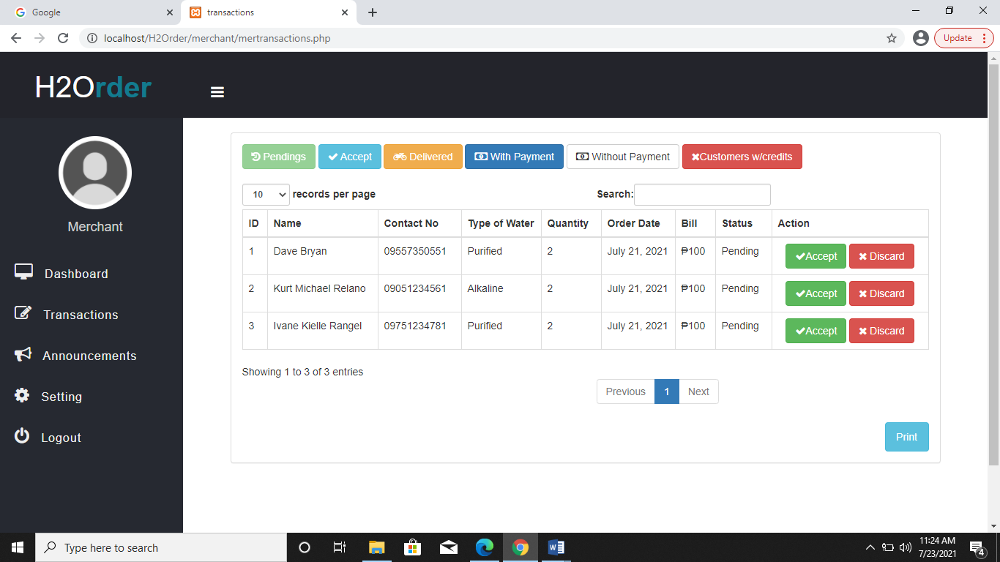 Google
transactions
localhost/H2Order/merchant/mertransactions.php
Update
H2Order
Merchant
Dashboard
Transactions
Announcements
Setting
Logout
Pendings Accept Delivered With Payment Without Payment Customers w/credits
10 records per page Search:
ID Name Contact No Type of Water Quantity Order Date Bill Status Action
1 Dave Bryan 09557350551 Purified 2 July 21, 2021 ₱100 Pending Accept Discard
2 Kurt Michael Relano 09051234561 Alkaline 2 July 21, 2021 ₱100 Pending Accept Discard
3 Ivane Kielle Rangel 09751234781 Purified 2 July 21, 2021 ₱100 Pending Accept Discard
Showing 1 to 3 of 3 entries
Previous 1 Next
Print
Type here to search
11:24 AM
7/23/2021
4